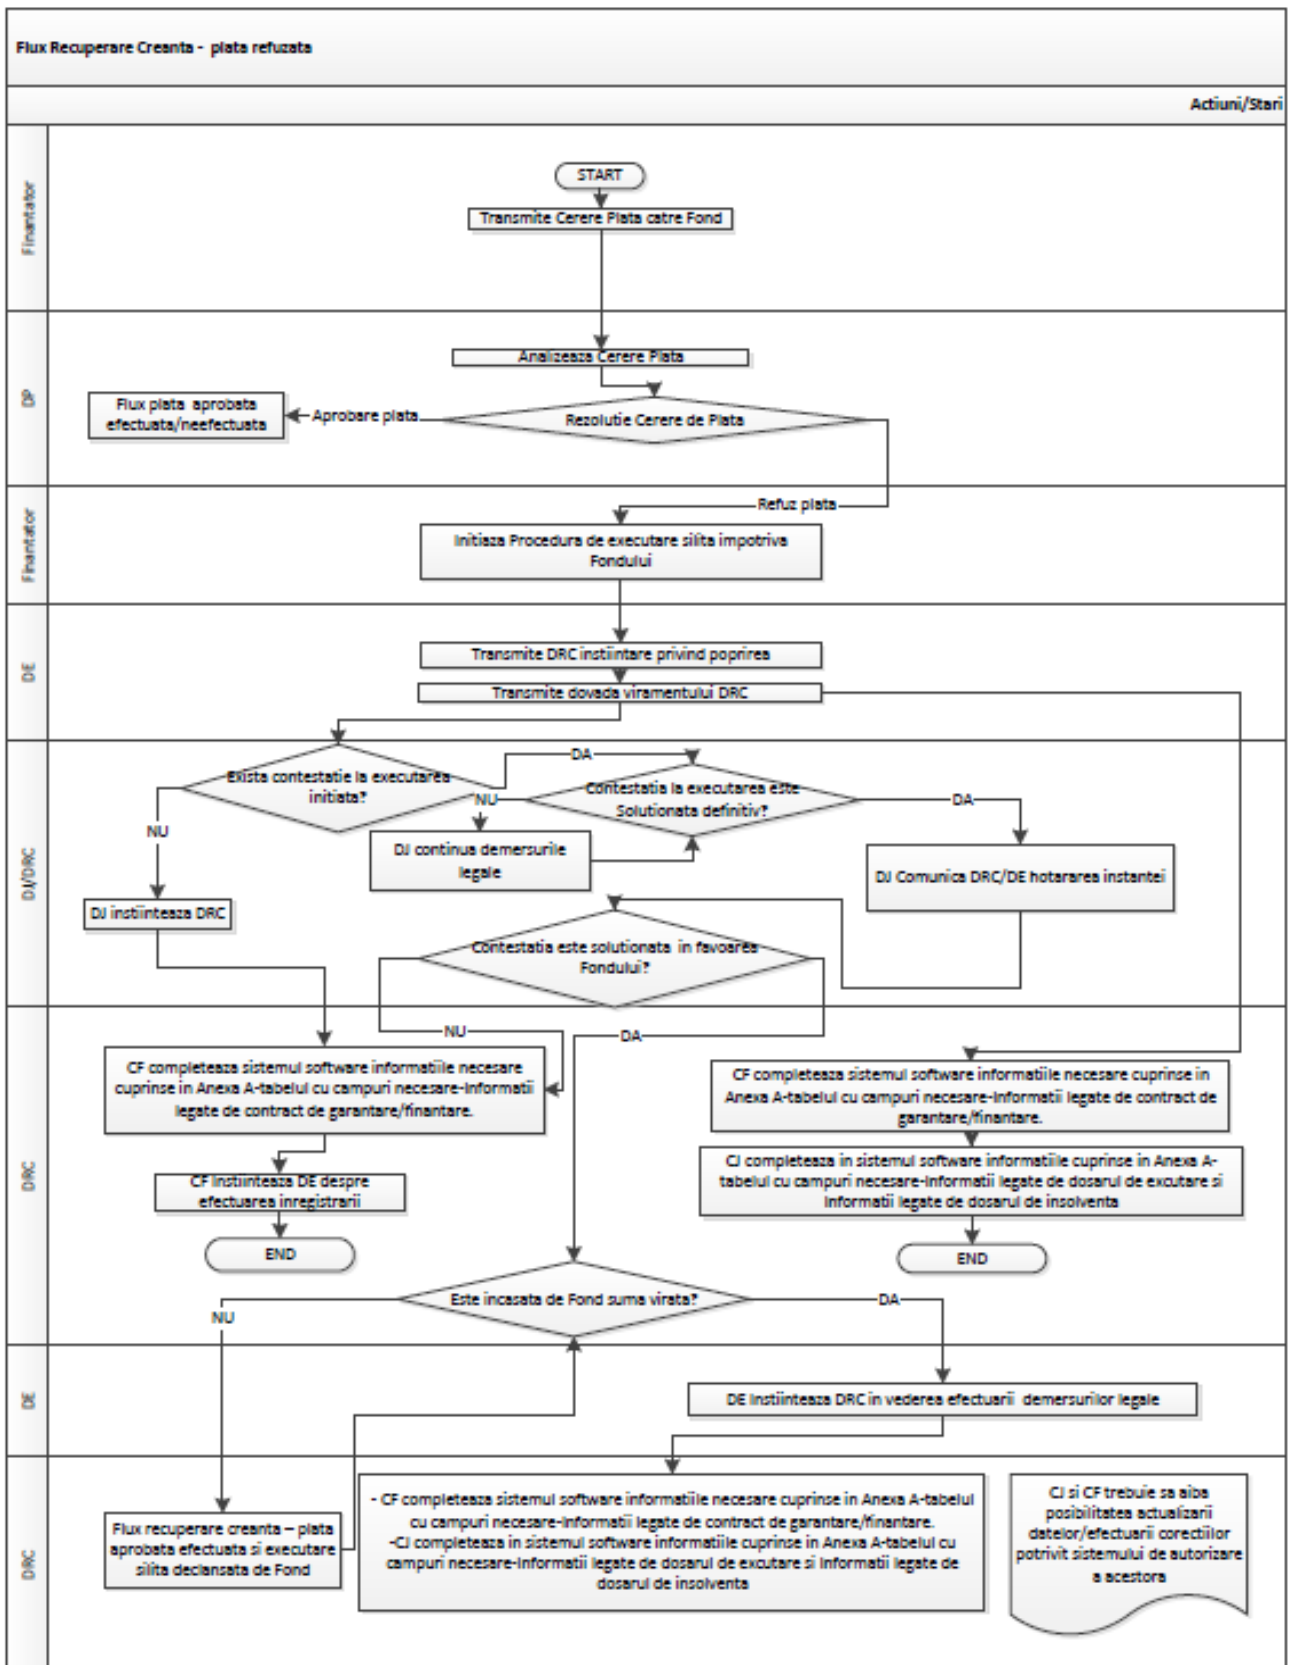 Flux Recuperare Creanta - plata refuzata
Actiuni/Stari
Finantator
START
Transmite Cerere Plata catre Fond
DP
Analizeaza Cerere Plata
Flux plata aprobata
efectuata/neefectuata
Aprobare plata
Rezolutie Cerere de Plata
Finantator
Refuz plata
Initiaza Procedura de executare silita impotriva
Fondului
DE
Transmite DRC instiintare privind poprirea
Transmite dovada viramentului DRC
DJ/DRC
Exista contestatie la executarea
initiata?
DA
Contestatia la executarea este
Solutionata definitiv?
NU
DA
NU
DJ continua demersurile
legale
DJ Comunica DRC/DE hotararea instantei
DJ instiinteaza DRC
Contestatia este solutionata in favoarea
Fondului?
DRC
NU
DA
CF completeaza sistemul software informatiile necesare
cuprinse in Anexa A-tabelul cu campuri necesare-Informatii
legate de contract de garantare/finantare.
CF completeaza sistemul software informatiile necesare cuprinse in
Anexa A-tabelul cu campuri necesare-Informatii legate de contract de
garantare/finantare.
CJ completeaza in sistemul software informatiile cuprinse in Anexa A-
tabelul cu campuri necesare-Informatii legate de dosarul de excutare si
Informatii legate de dosarul de insolventa
CF Instiinteaza DE despre
efectuarea inregistrarii
END
END
Este incasata de Fond suma virata?
DA
NU
DE
DE Instiinteaza DRC in vederea efectuarii demersurilor legale
DRC
Flux recuperare creanta – plata
aprobata efectuata si executare
silita declansata de Fond
- CF completeaza sistemul software informatiile necesare cuprinse in Anexa A-tabelul
cu campuri necesare-Informatii legate de contract de garantare/finantare.
-CJ completeaza in sistemul software informatiile cuprinse in Anexa A-tabelul cu
campuri necesare-Informatii legate de dosarul de excutare si Informatii legate de
dosarul de insolventa
CJ si CF trebuie sa aiba
posibilitatea actualizarii
datelor/efectuarii corectiilor
potrivit sistemului de autorizare
a acestora